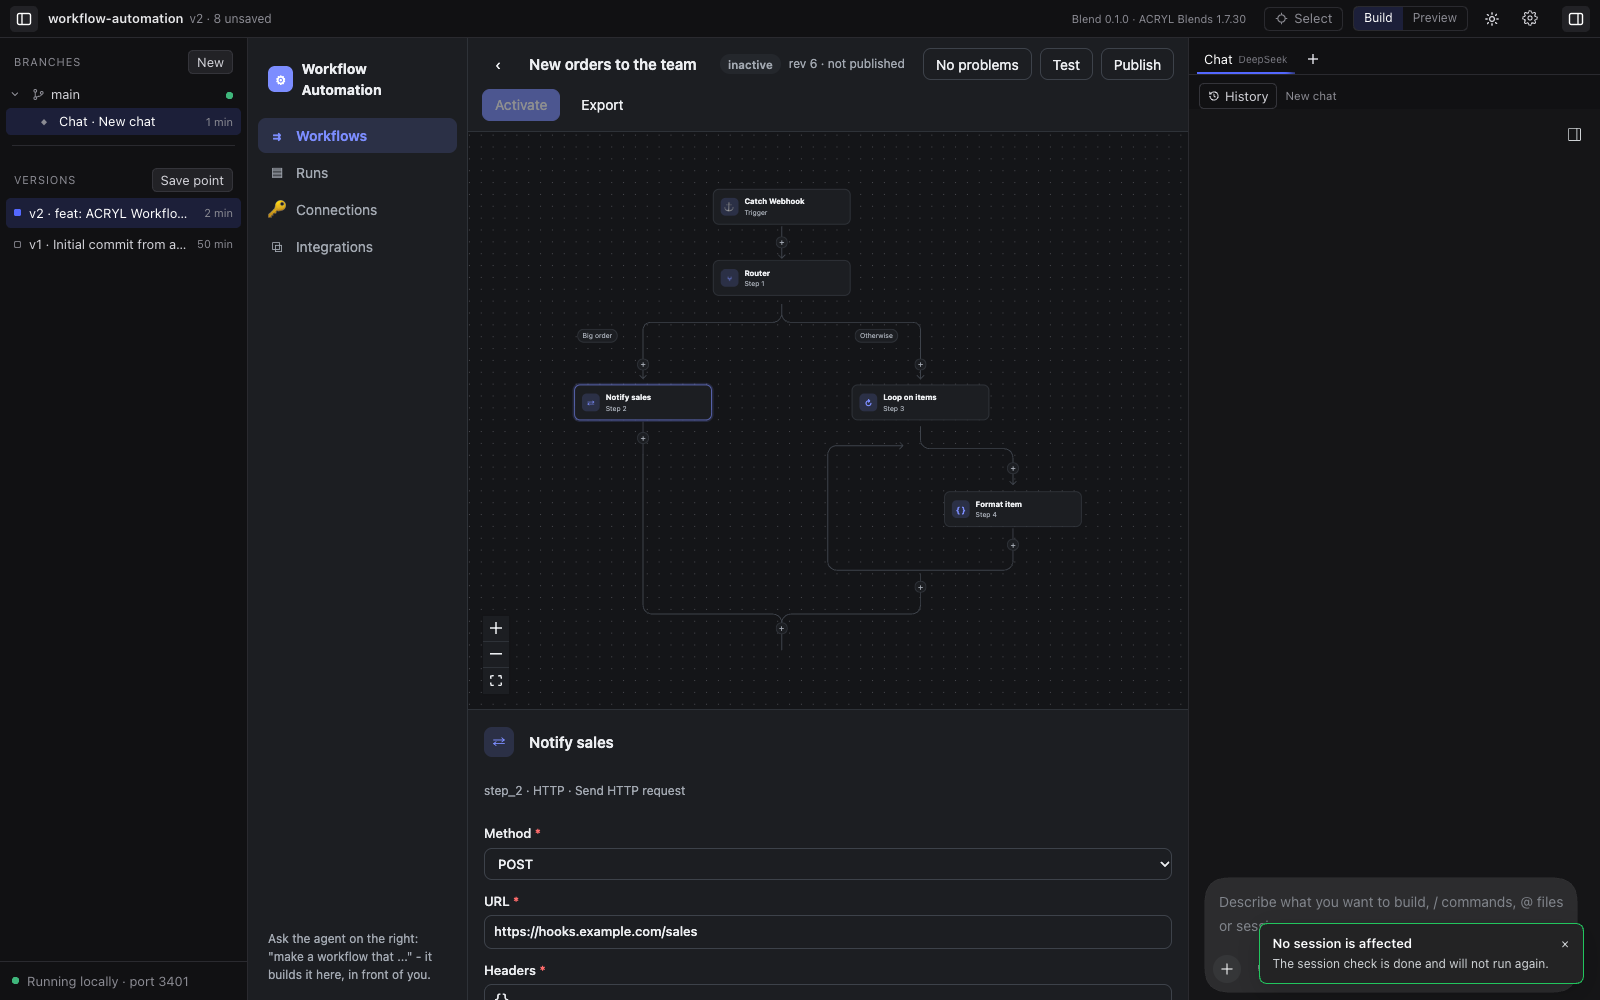 workflow-automation v2 · 8 unsaved
Blend 0.1.0 · ACRYL Blends 1.7.30
Select
Build
Preview
BRANCHES
New
main
Chat · New chat
1 min
VERSIONS
Save point
v2 · feat: ACRYL Workflo...
2 min
v1 · Initial commit from a...
50 min
Running locally · port 3401
Workflow
Automation
Workflows
Runs
Connections
Integrations
Ask the agent on the right:
"make a workflow that ..." - it
builds it here, in front of you.
New orders to the team
inactive
rev 6 · not published
No problems
Test
Publish
Activate
Export
Catch Webhook
Trigger
Router
Step 1
Big order
Otherwise
Notify sales
Step 2
Loop on items
Step 3
Format item
Step 4
Notify sales
step_2 · HTTP · Send HTTP request
Method *
POST
URL *
https://hooks.example.com/sales
Headers *
{}
Chat DeepSeek
History
New chat
Describe what you want to build, / commands, @ files
or
No session is affected
The session check is done and will not run again.